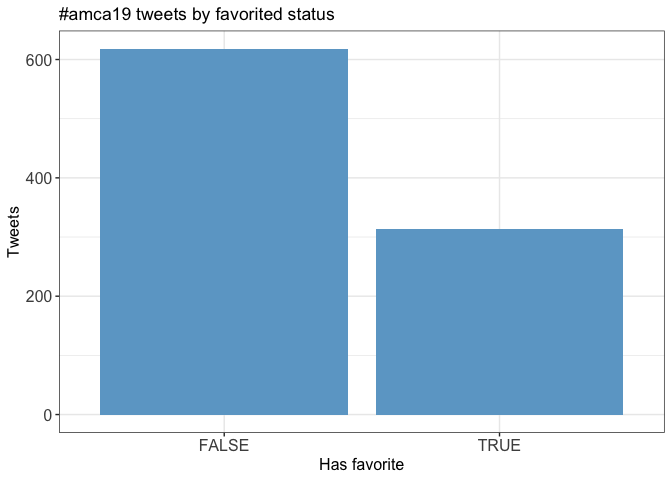 #amca19 tweets by favorited status
600
400
200
0
Tweets
FALSE TRUE
Has favorite